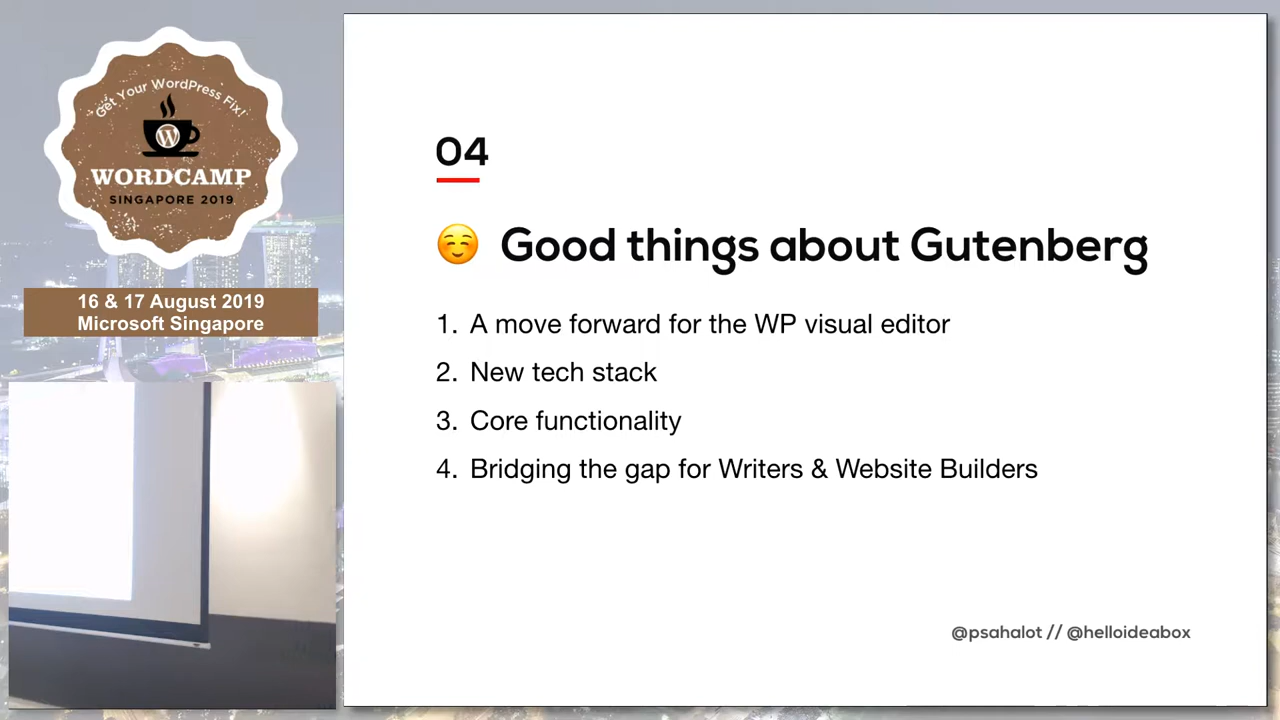 Get Your WordPress Fix!
WORDCAMP
SINGAPORE 2019
16 & 17 August 2019
Microsoft Singapore
04
☺️ Good things about Gutenberg
1. A move forward for the WP visual editor
2. New tech stack
3. Core functionality
4. Bridging the gap for Writers & Website Builders
@psahalot // @helloideabox